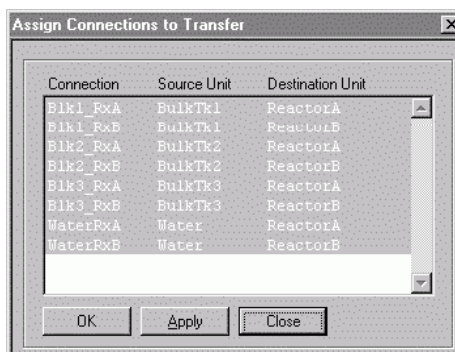 Assign Connections to Transfer
Connection Source Unit Destination Unit
Blk1_RxA BulkTk1 ReactorA
Blk1_RxB BulkTk1 ReactorB
Blk2_RxA BulkTk2 ReactorA
Blk2_RxB BulkTk2 ReactorB
Blk3_RxA BulkTk3 ReactorA
Blk3_RxB BulkTk3 ReactorB
WaterRxA Water ReactorA
WaterRxB Water ReactorB
OK Apply Close